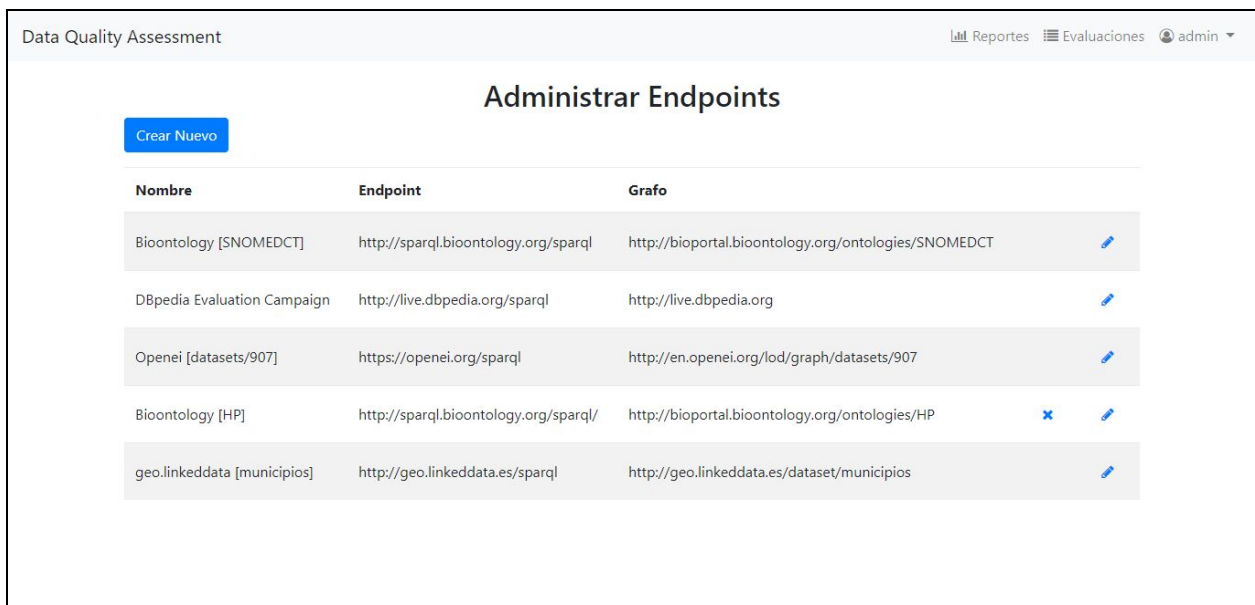 Data Quality Assessment Reportes Evaluaciones admin
Administrar Endpoints
Crear Nuevo
Nombre Endpoint Grafo
Bioontology [SNOMEDCT] http://sparql.bioontology.org/sparql http://bioportal.bioontology.org/ontologies/SNOMEDCT
DBpedia Evaluation Campaign http://live.dbpedia.org/sparql http://live.dbpedia.org
Openei [datasets/907] https://openei.org/sparql http://en.openei.org/lod/graph/datasets/907
Bioontology [HP] http://sparql.bioontology.org/sparql/ http://bioportal.bioontology.org/ontologies/HP
geo.linkeddata [municipios] http://geo.linkeddata.es/sparql http://geo.linkeddata.es/dataset/municipios